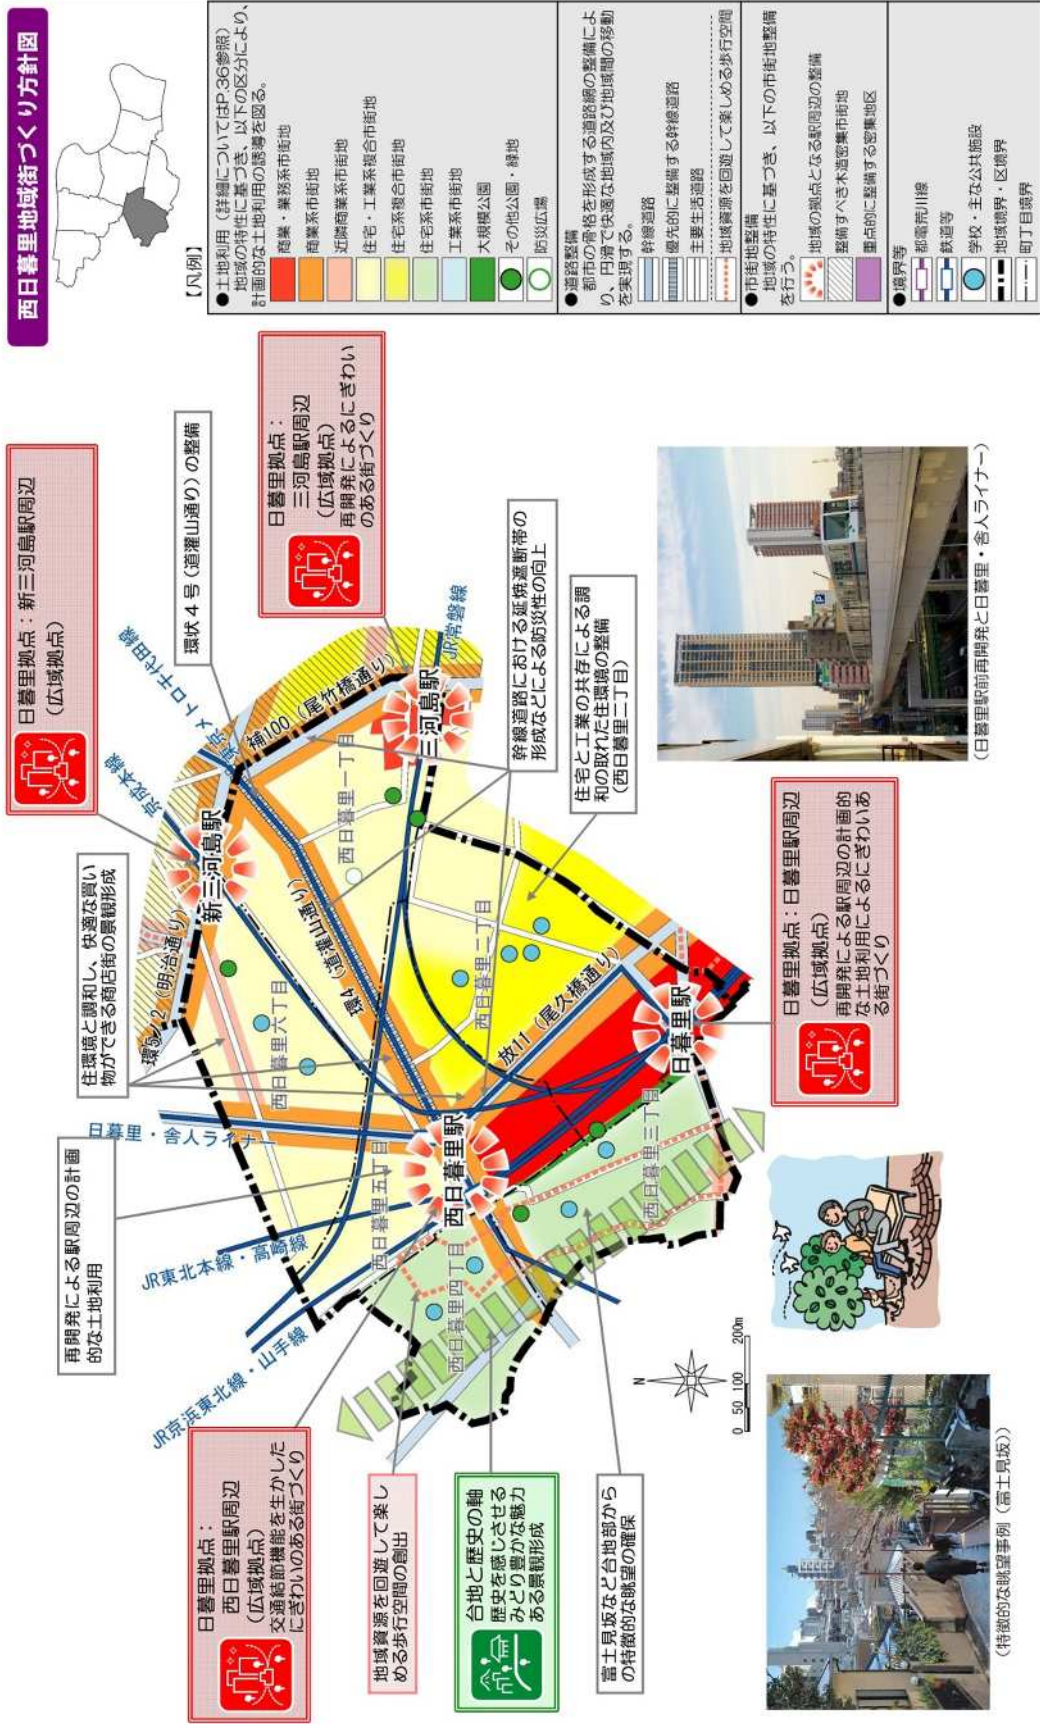 西日暮里地域街づくり方針図
日暮里拠点：
西日暮里駅周辺
（広域拠点）
交通結節機能を生かした
にぎわいのある街づくり
再開発による駅周辺の計画
的な土地利用
住環境と調和し、快適な買い
物ができる商店街の景観形成
日暮里拠点：新三河島駅周辺
（広域拠点）
環状４号（道灌山通り）の整備
日暮里拠点：
三河島駅周辺
（広域拠点）
再開発によるにぎわい
のある街づくり
地域資源を回遊して楽し
める歩行空間の創出
台地と歴史の軸
歴史を感じさせる
みどり豊かな魅力
ある景観形成
富士見坂など台地部から
の特徴的な眺望の確保
幹線道路における延焼遮断帯の
形成などによる防災性の向上
住宅と工業の共存による調
和の取れた住環境の整備
（西日暮里二丁目）
日暮里拠点：日暮里駅周辺
（広域拠点）
再開発による駅周辺の計画的
な土地利用によるにぎわいあ
る街づくり
JR京浜東北線・山手線
JR東北本線・高崎線
日暮里・舎人ライナー
京成本線
東京メトロ千代田線
JR常磐線
環5ノ2（明治通り）
補100（尾竹橋通り）
環4（道灌山通り）
放11（尾久橋通り）
新三河島駅
三河島駅
西日暮里駅
日暮里駅
西日暮里一丁目
西日暮里二丁目
西日暮里三丁目
西日暮里四丁目
西日暮里五丁目
西日暮里六丁目
N
0 50 100 200m
（特徴的な眺望事例（富士見坂））
P
（日暮里駅前再開発と日暮里・舎人ライナー）
【凡例】
●土地利用（詳細についてはP.36参照）
地域の特性に基づき、以下の区分により、
計画的な土地利用の誘導を図る。
商業・業務系市街地
商業系市街地
近隣商業系市街地
住宅・工業系複合市街地
住宅系複合市街地
住宅系市街地
工業系市街地
大規模公園
その他公園・緑地
防災広場
●道路整備
都市の骨格を形成する道路網の整備によ
り、円滑で快適な地域内及び地域間の移動
を実現する。
幹線道路
優先的に整備する幹線道路
主要生活道路
地域資源を回遊して楽しめる歩行空間
●市街地整備
地域の特性に基づき、以下の市街地整備
を行う。
地域の拠点となる駅周辺の整備
整備すべき木造密集市街地
重点的に整備する密集地区
●境界等
都電荒川線
鉄道等
学校・主な公共施設
地域境界・区境界
町丁目境界